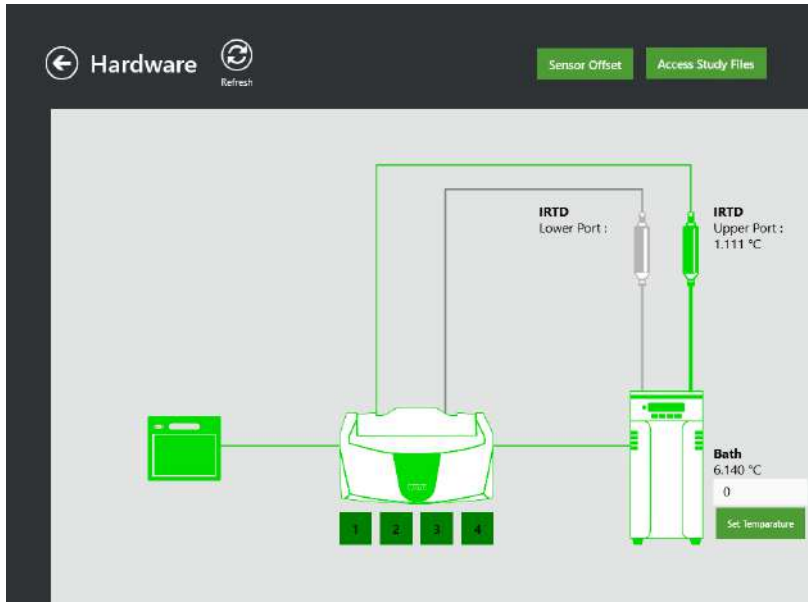 Hardware
Refresh
Sensor Offset
Access Study Files
IRTD
Lower Port :
IRTD
Upper Port :
1.111 °C
Bath
6.140 °C
0
Set Temparature
1
2
3
4